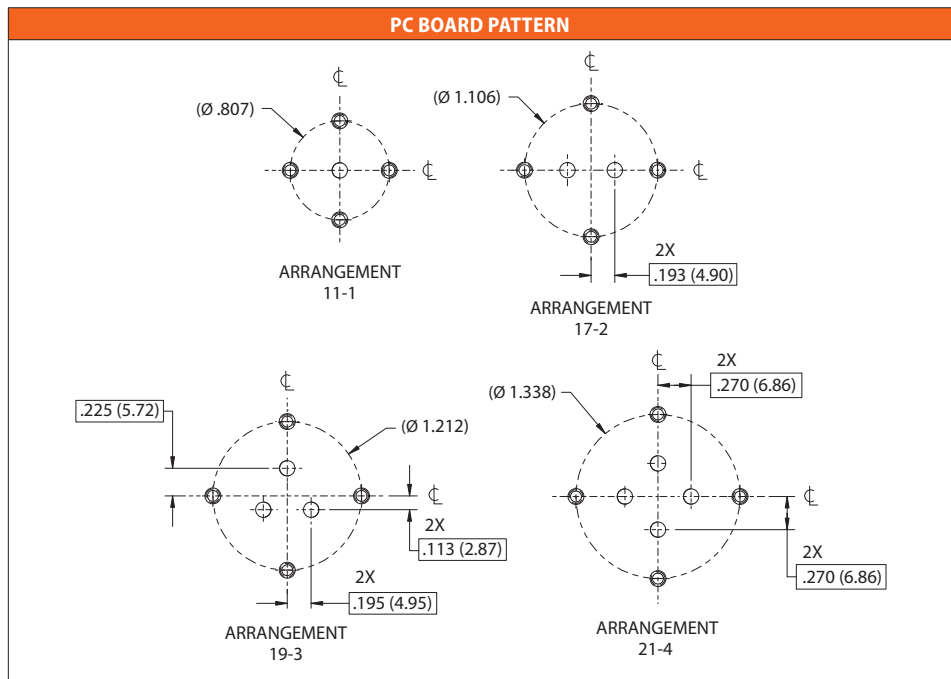 PC BOARD PATTERN
℄
(Ø .807)
℄
ARRANGEMENT
11-1
℄
(Ø 1.106)
℄
2X
.193 (4.90)
ARRANGEMENT
17-2
℄
.225 (5.72)
(Ø 1.212)
℄
2X
.113 (2.87)
2X
.195 (4.95)
ARRANGEMENT
19-3
℄
2X
.270 (6.86)
(Ø 1.338)
℄
2X
.270 (6.86)
ARRANGEMENT
21-4